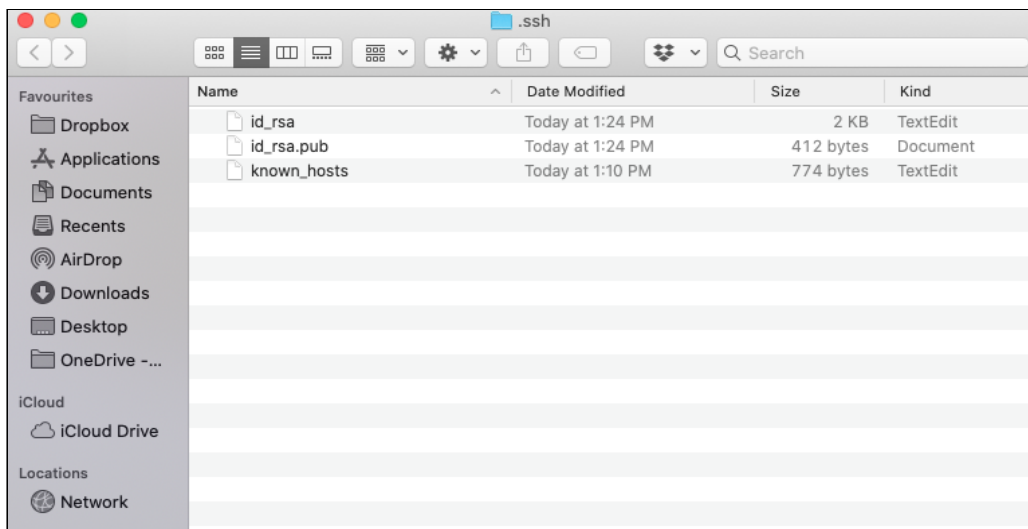 .ssh
Search
Favourites
Dropbox
Applications
Documents
Recents
AirDrop
Downloads
Desktop
OneDrive -...
iCloud
iCloud Drive
Locations
Network
Name Date Modified Size Kind
id_rsa Today at 1:24 PM 2 KB TextEdit
id_rsa.pub Today at 1:24 PM 412 bytes Document
known_hosts Today at 1:10 PM 774 bytes TextEdit